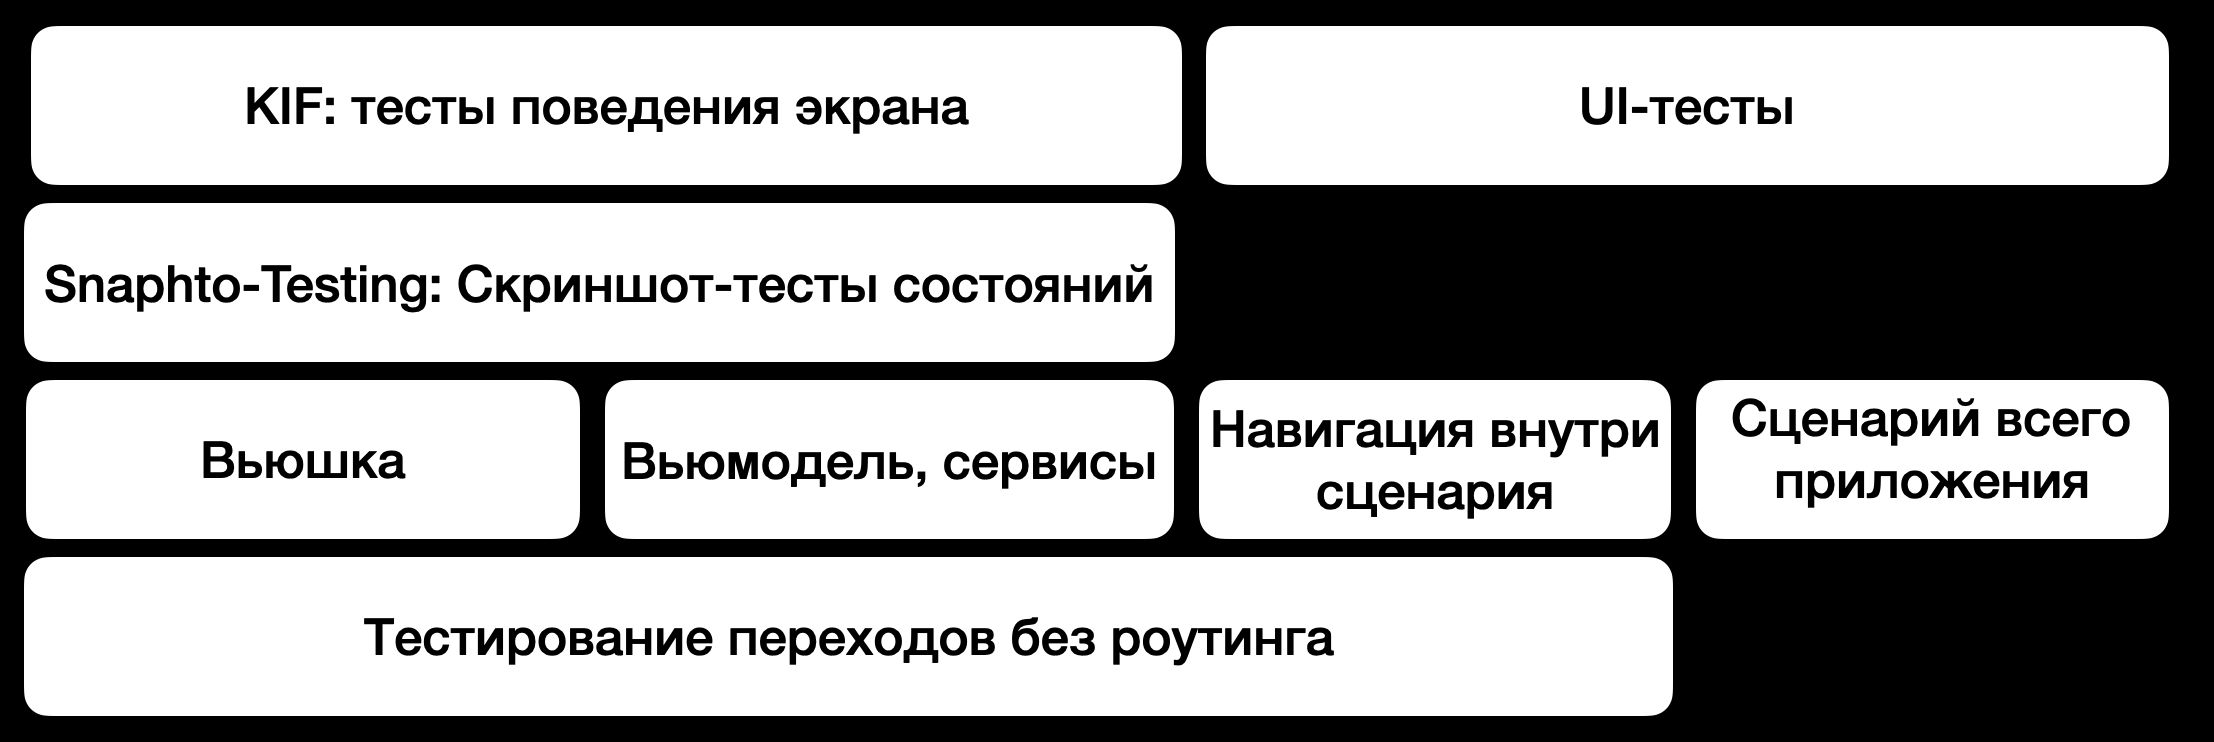 KIF: тесты поведения экрана
UI-тесты
Snaphto-Testing: Скриншот-тесты состояний
Вьюшка
Вьюмодель, сервисы
Навигация внутри
сценария
Сценарий всего
приложения
Тестирование переходов без роутинга